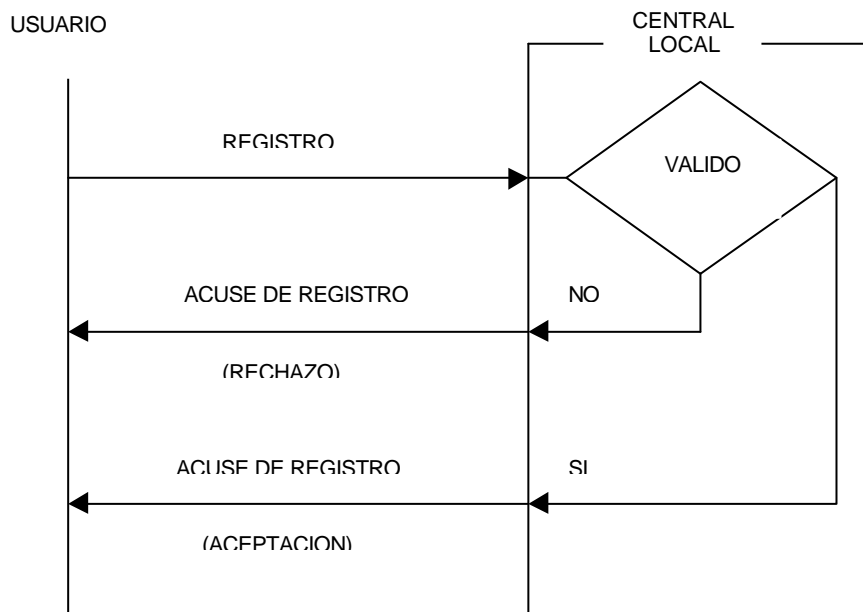 USUARIO
CENTRAL
LOCAL
REGISTRO
VALIDO
ACUSE DE REGISTRO
NO
(RECHAZO)
ACUSE DE REGISTRO
SI
(ACEPTACION)